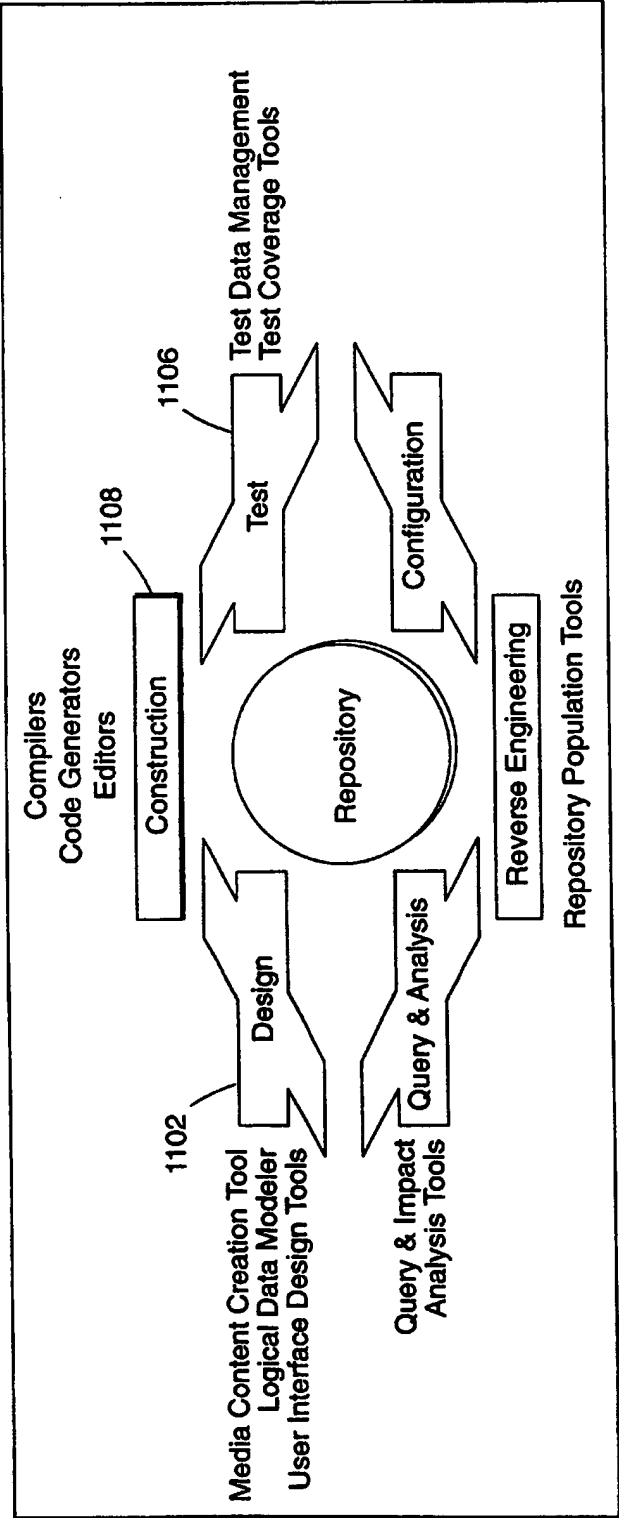 Compilers
Code Generators
Editors
Construction
1108
1102
Design
Media Content Creation Tool
Logical Data Modeler
User Interface Design Tools
1106
Test
Test Data Management
Test Coverage Tools
Repository
Query & Analysis
Query & Impact
Analysis Tools
Configuration
Reverse Engineering
Repository Population Tools